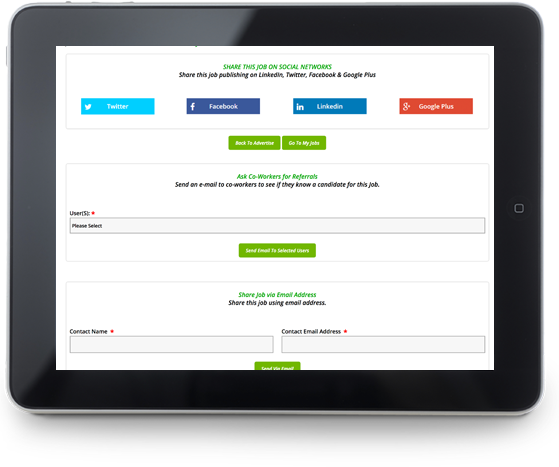 SHARE THIS JOB ON SOCIAL NETWORKS
Share this job publishing on Linkedin, Twitter, Facebook & Google Plus
Twitter
Facebook
Linkedin
Google Plus
Back To Advertise
Go To My Jobs
Ask Co-Workers for Referrals
Send an e-mail to co-workers to see if they know a candidate for this Job.
User(S): *
Please Select
Send Email To Selected Users
Share Job via Email Address
Share this job using email address.
Contact Name *
Contact Email Address *
Send Via Email